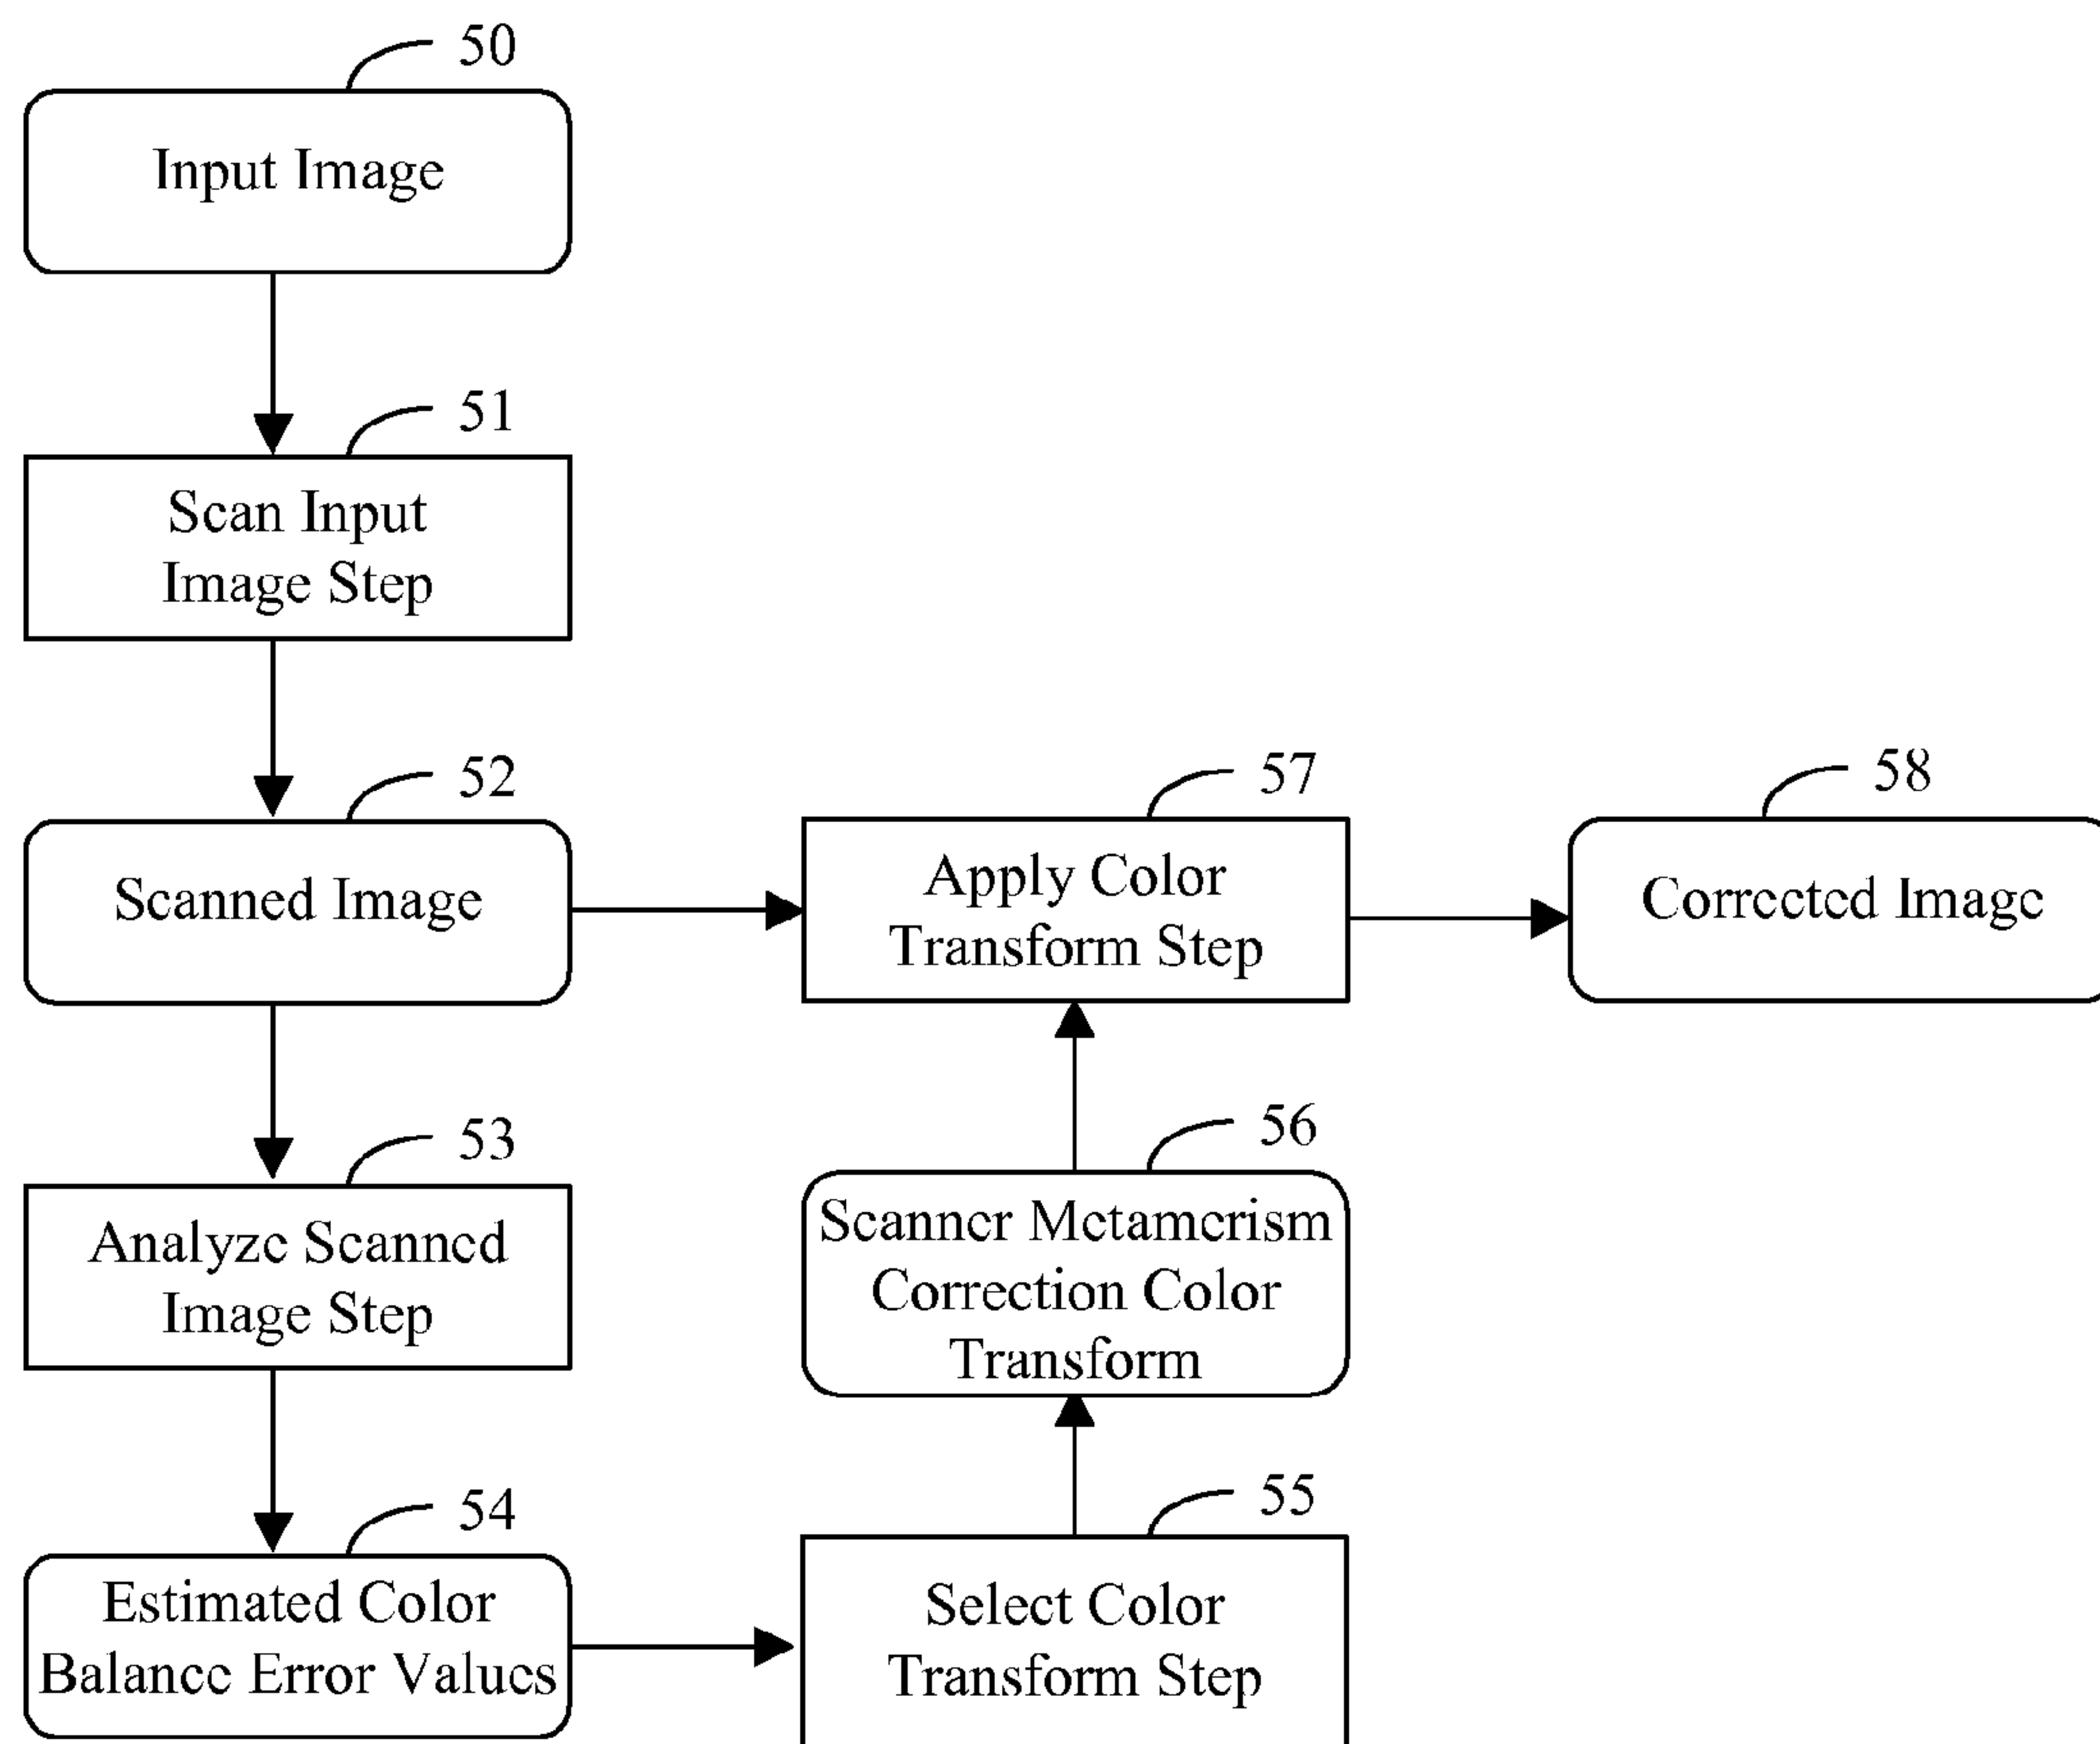 50
Input Image
51
Scan Input
Image Step
52
Scanned Image
57
Apply Color
Transform Step
58
Corrected Image
53
Analyze Scanned
Image Step
56
Scanner Metamerism
Correction Color
Transform
54
Estimated Color
Balance Error Values
55
Select Color
Transform Step